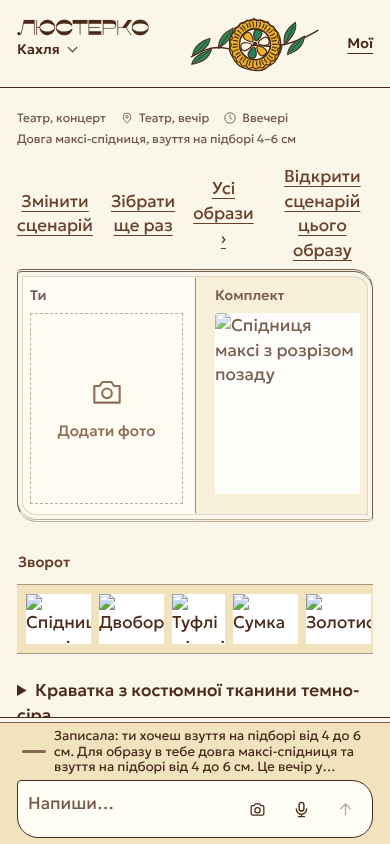 ЛЮСТЕРКО
Кахля
Мої
Театр, концерт Театр, вечір Ввечері
Довга максі-спідниця, взуття на підборі 4–6 см
Змінити
сценарій
Зібрати
ще раз
Усі
образи
›
Відкрити
сценарій
цього
образу
Ти
Додати фото
Комплект
Спідниця
максі з розрізом
позаду
Зворот
Спідниц
Двобор
Туфлі
Сумка
Золотис
Краватка з костюмної тканини темно-
сіра
Записала: ти хочеш взуття на підборі від 4 до 6
см. Для образу в тебе довга максі-спідниця та
взуття на підборі від 4 до 6 см. Це вечір у…
Напиши…